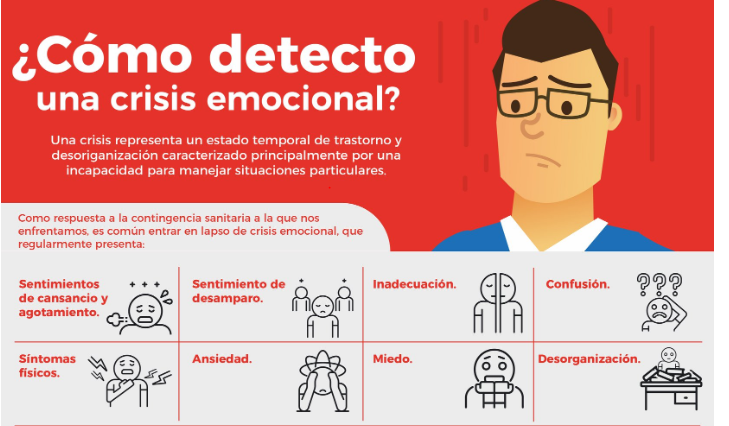 ¿Cómo detecto
una crisis emocional?
Una crisis representa un estado temporal de trastorno y
desoriganización caracterizado principalmente por una
incapacidad para manejar situaciones particulares.
Como respuesta a la contingencia sanitaria a la que nos
enfrentamos, es común entrar en lapso de crisis emocional, que
regularmente presenta:
Sentimientos
de cansancio y
agotamiento.
Sentimiento de
desamparo.
Inadecuación.
Confusión.
???
Síntomas
físicos.
Ansiedad.
Miedo.
Desorganización.